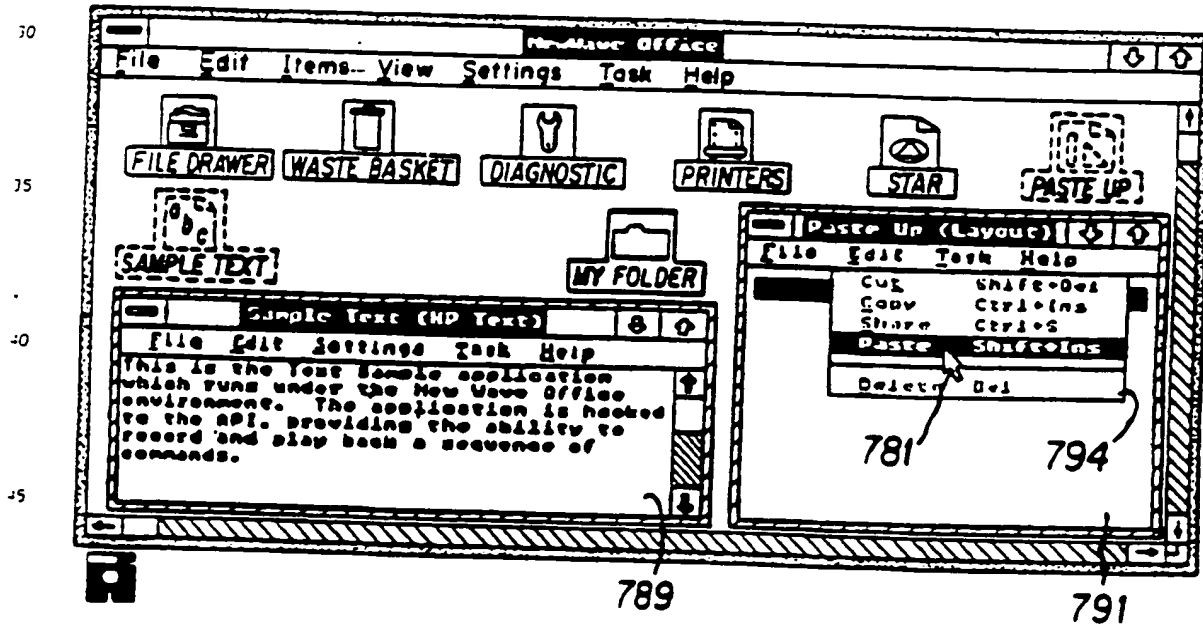 30
NewWave Office
File Edit Items View Settings Task Help
FILE DRAWER WASTE BASKET DIAGNOSTIC PRINTERS STAR PASTE UP
35
SAMPLE TEXT MY FOLDER
Paste Up (Layout)
File Edit Task Help
Cut Shift+Del
Copy Ctrl+Ins
Share Ctrl+S
Paste Shift+Ins
Delete Del
Sample Text (HP Text)
40
File Edit Settings Task Help
This is the Text Sample application
which runs under the New Wave Office
environment. The application is hooked
to the API, providing the ability to
record and play back a sequence of
commands.
781 794
45
789 791